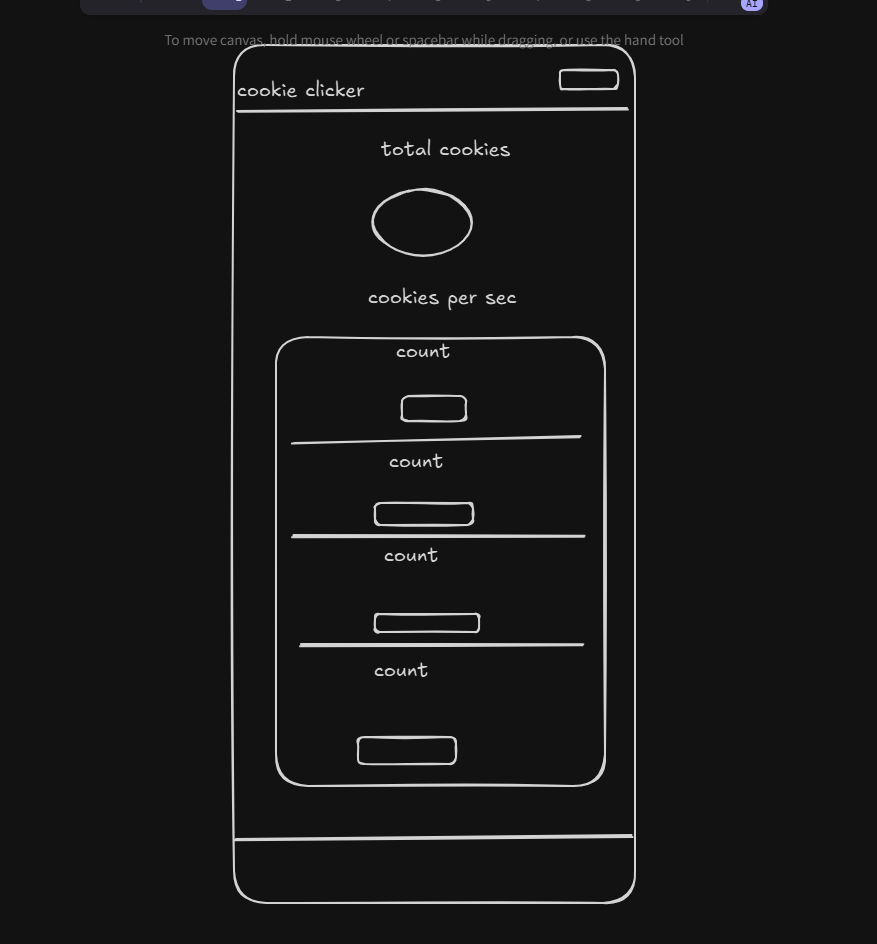 AI
To move canvas, hold mouse wheel or spacebar while dragging, or use the hand tool
cookie clicker
total cookies
cookies per sec
count
count
count
count